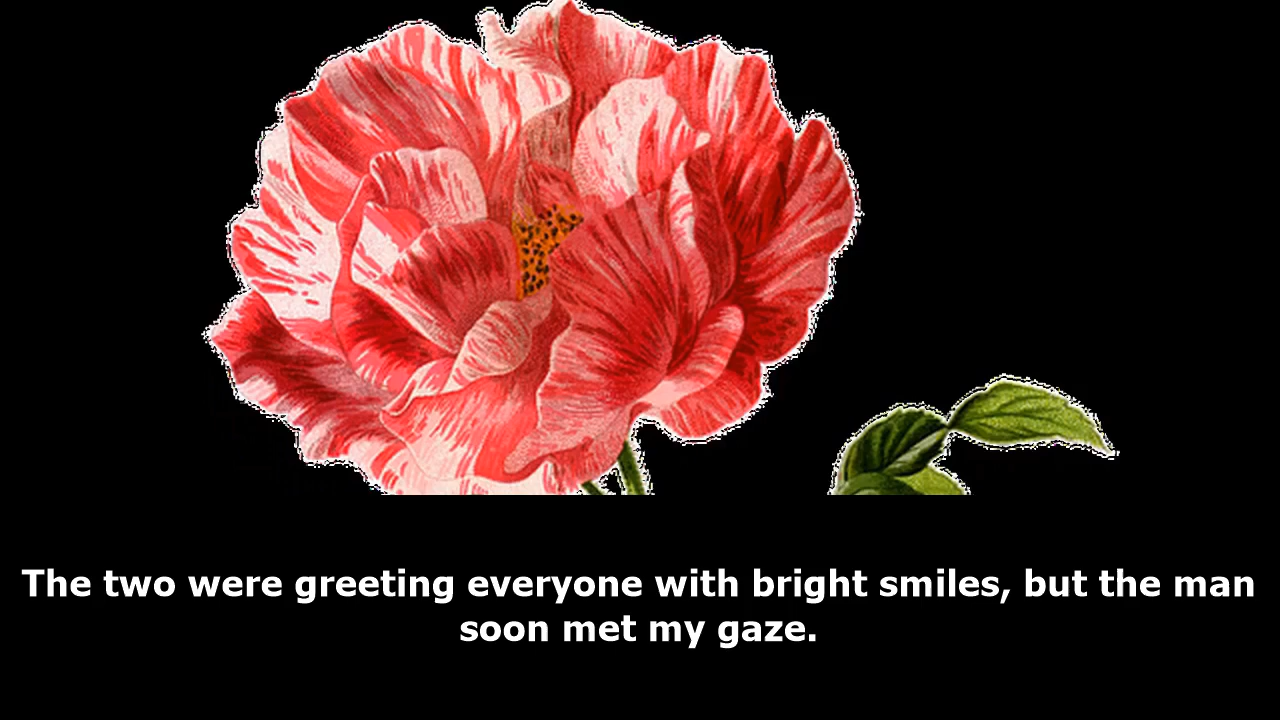 The two were greeting everyone with bright smiles, but the man
soon met my gaze.